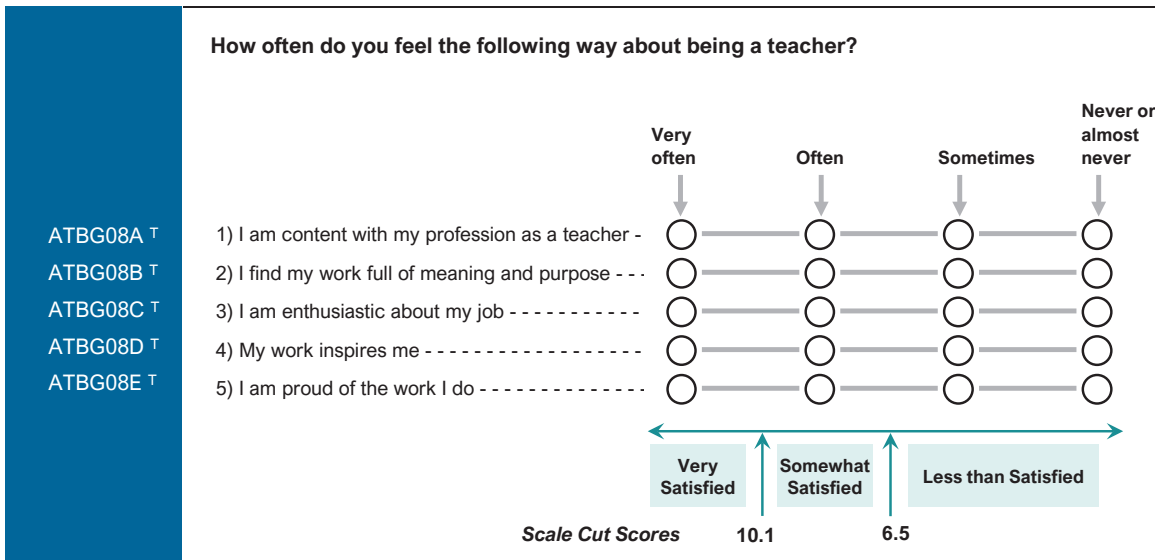 How often do you feel the following way about being a teacher?
Very
often
Often
Sometimes
Never or
almost
never
ATBG08A ᵀ 1) I am content with my profession as a teacher -
ATBG08B ᵀ 2) I find my work full of meaning and purpose - - -
ATBG08C ᵀ 3) I am enthusiastic about my job - - - - - - - - - - -
ATBG08D ᵀ 4) My work inspires me - - - - - - - - - - - - - - - - - -
ATBG08E ᵀ 5) I am proud of the work I do - - - - - - - - - - - - - -
Very
Satisfied
Somewhat
Satisfied
Less than Satisfied
Scale Cut Scores 10.1 6.5